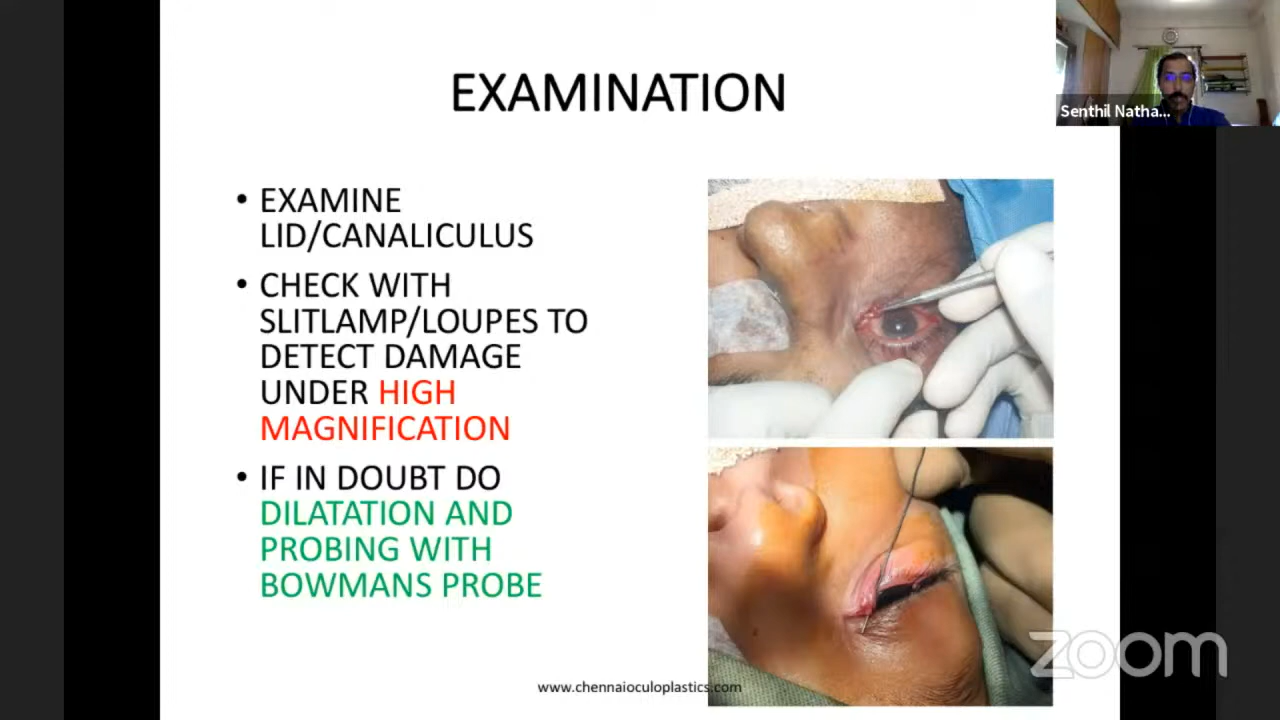 EXAMINATION
Senthil Natha...
• EXAMINE
LID/CANALICULUS
• CHECK WITH
SLITLAMP/LOUPES TO
DETECT DAMAGE
UNDER HIGH
MAGNIFICATION
• IF IN DOUBT DO
DILATATION AND
PROBING WITH
BOWMANS PROBE
zoom
www.chennaioculoplastics.com